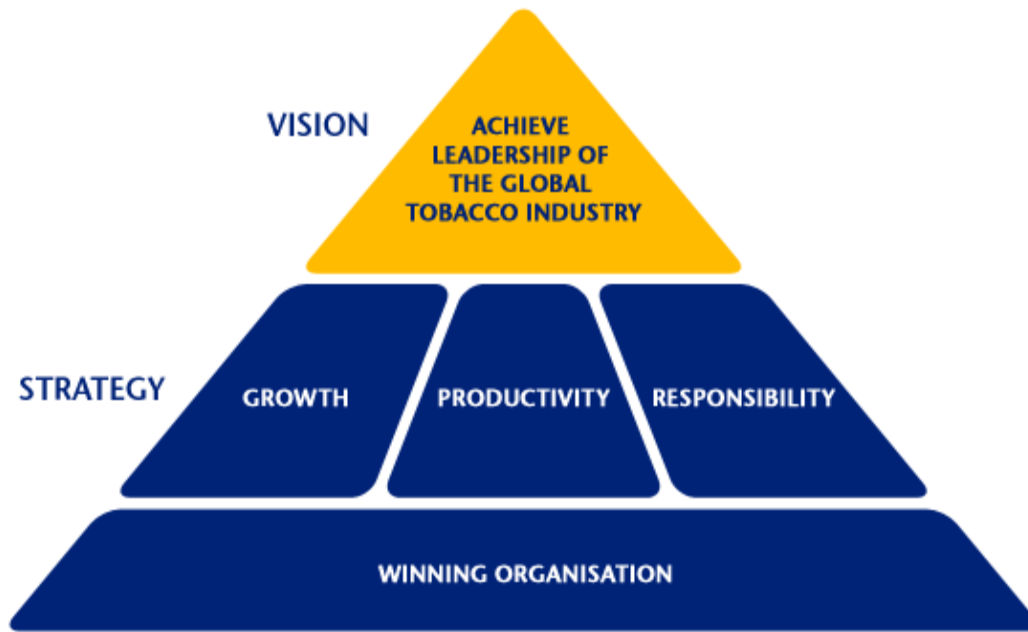 VISION
ACHIEVE
LEADERSHIP OF
THE GLOBAL
TOBACCO INDUSTRY
STRATEGY
GROWTH
PRODUCTIVITY
RESPONSIBILITY
WINNING ORGANISATION